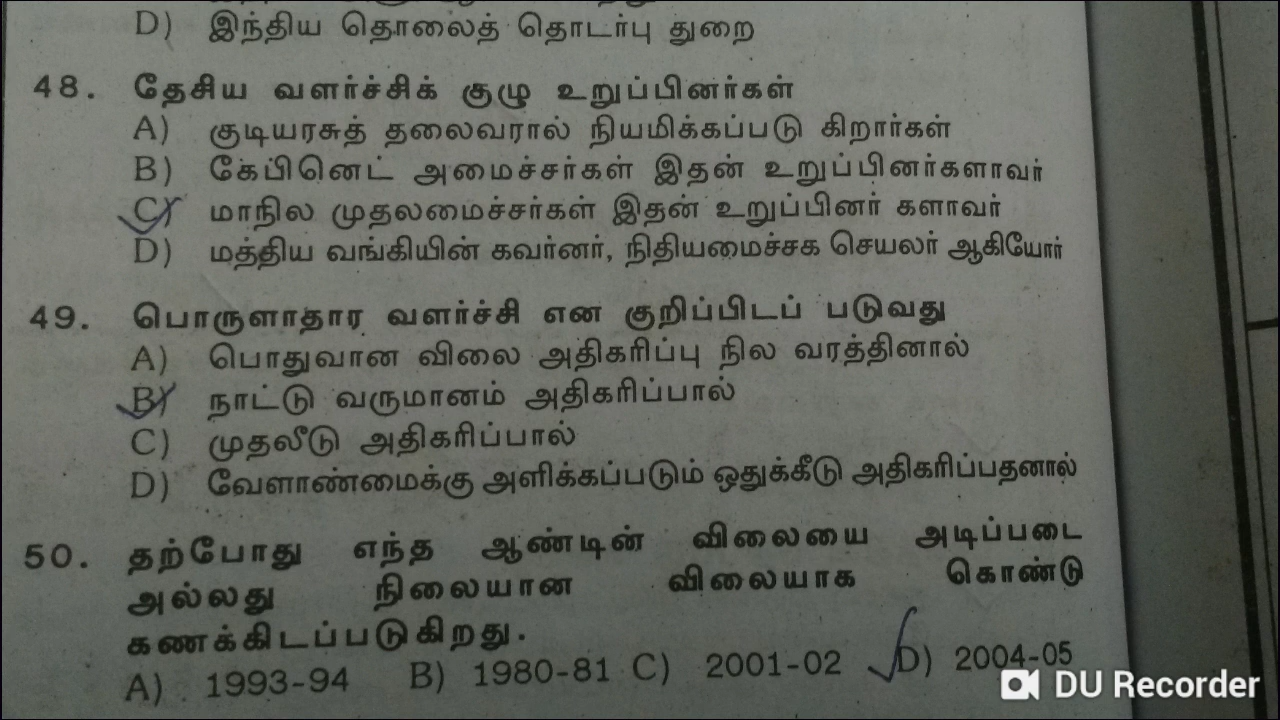 D) இந்திய தொலைத் தொடர்பு துறை
48. தேசிய வளர்ச்சிக் குழு உறுப்பினர்கள்
A) குடியரசுத் தலைவரால் நியமிக்கப்படு கிறார்கள்
B) கேபினெட் அமைச்சர்கள் இதன் உறுப்பினர்களாவர்
C) மாநில முதலமைச்சர்கள் இதன் உறுப்பினர் களாவர்
D) மத்திய வங்கியின் கவர்னர், நிதியமைச்சக செயலர் ஆகியோர்
49. பொருளாதார வளர்ச்சி என குறிப்பிடப் படுவது
A) பொதுவான விலை அதிகரிப்பு நில வரத்தினால்
B) நாட்டு வருமானம் அதிகரிப்பால்
C) முதலீடு அதிகரிப்பால்
D) வேளாண்மைக்கு அளிக்கப்படும் ஒதுக்கீடு அதிகரிப்பதனால்
50. தற்போது எந்த ஆண்டின் விலையை அடிப்படை
அல்லது நிலையான விலையாக கொண்டு
கணக்கிடப்படுகிறது.
A) 1993-94 B) 1980-81 C) 2001-02 D) 2004-05
DU Recorder